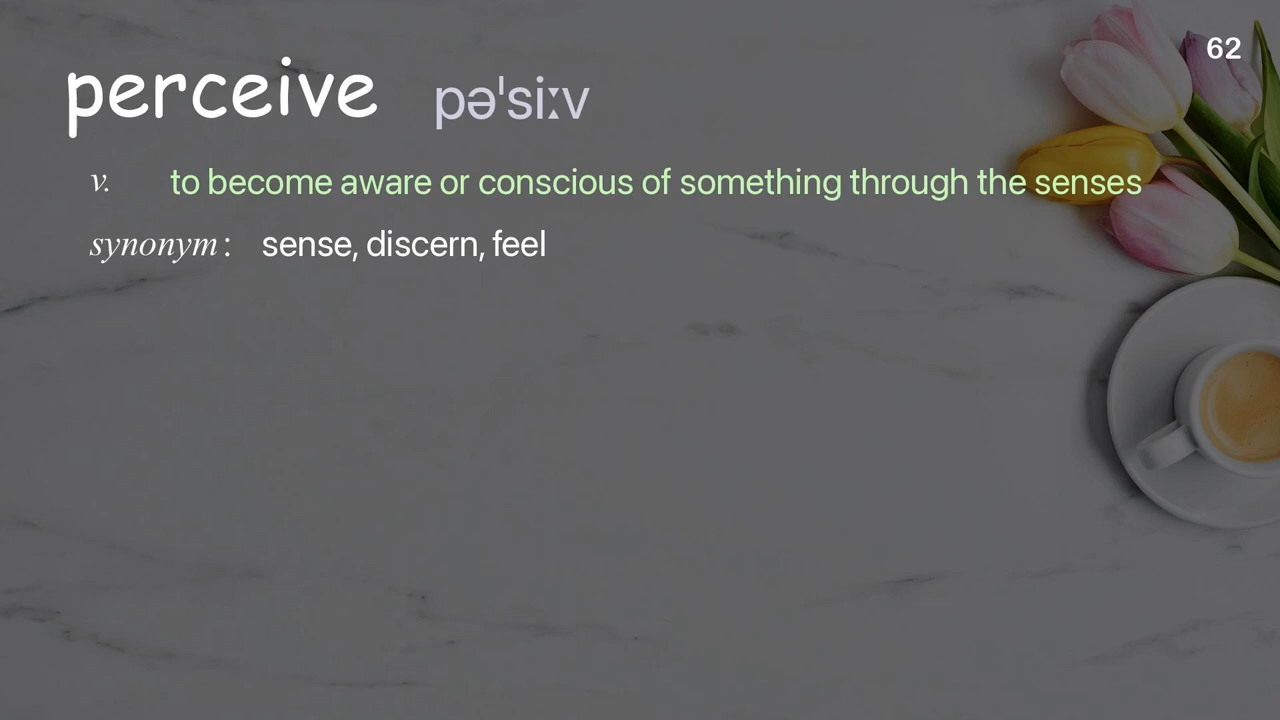 62
perceive pə'siːv
v. to become aware or conscious of something through the senses
synonym: sense, discern, feel